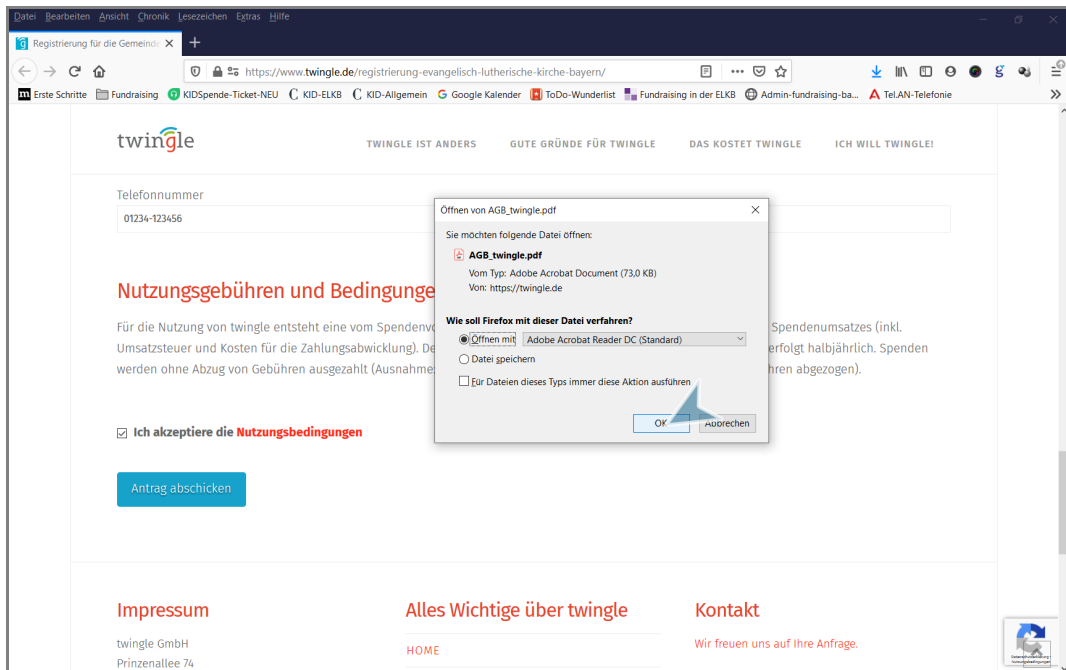 Datei Bearbeiten Ansicht Chronik Lesezeichen Extras Hilfe
Registrierung für die Gemeinde
https://www.twingle.de/registrierung-evangelisch-lutherische-kirche-bayern/
Erste Schritte Fundraising KIDSpende-Ticket-NEU KID-ELKB KID-Allgemein Google Kalender ToDo-Wunderlist Fundraising in der ELKB Admin-fundraising-ba... Tel.AN-Telefonie
twingle
TWINGLE IST ANDERS GUTE GRÜNDE FÜR TWINGLE DAS KOSTET TWINGLE ICH WILL TWINGLE!
Telefonnummer
01234-123456
Öffnen von AGB_twingle.pdf
Sie möchten folgende Datei öffnen:
AGB_twingle.pdf
Vom Typ: Adobe Acrobat Document (73,0 KB)
Von: https://twingle.de
Wie soll Firefox mit dieser Datei verfahren?
Öffnen mit Adobe Acrobat Reader DC (Standard)
Datei speichern
Für Dateien dieses Typs immer diese Aktion ausführen
OK Abbrechen
Nutzungsgebühren und Bedingunge
Für die Nutzung von twingle entsteht eine vom Spendenv Spendenumsatzes (inkl.
Umsatzsteuer und Kosten für die Zahlungsabwicklung). De erfolgt halbjährlich. Spenden
werden ohne Abzug von Gebühren ausgezahlt (Ausnahme: hren abgezogen).
Ich akzeptiere die Nutzungsbedingungen
Antrag abschicken
Impressum Alles Wichtige über twingle Kontakt
twingle GmbH HOME Wir freuen uns auf Ihre Anfrage.
Prinzenallee 74